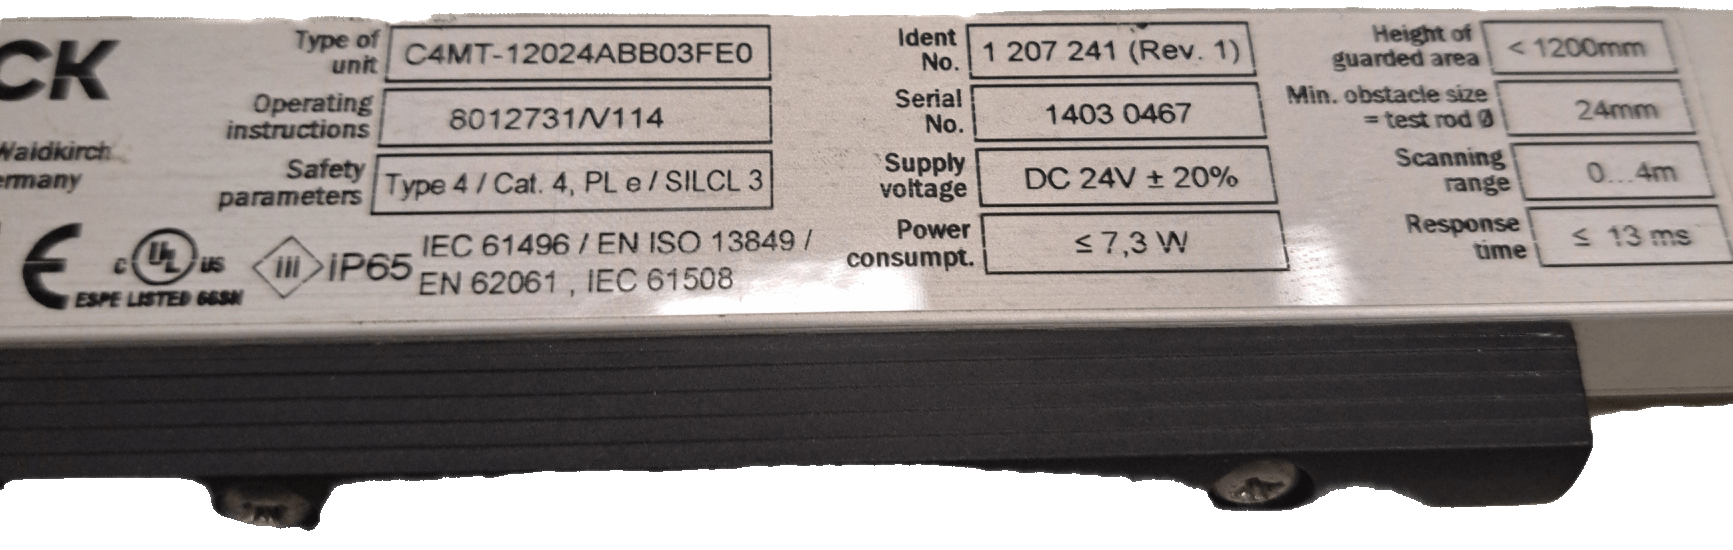 CK
Waldkirch
ermany
Type of unit C4MT-12024ABB03FE0
Operating instructions 8012731/V114
Safety parameters Type 4 / Cat. 4, PL e / SILCL 3
CE
c UL us
ESPE LISTED 66SN
III
IP65
IEC 61496 / EN ISO 13849 /
EN 62061 , IEC 61508
Ident No. 1 207 241 (Rev. 1)
Serial No. 1403 0467
Supply voltage DC 24V ± 20%
Power consumpt. ≤ 7,3 W
Height of guarded area < 1200mm
Min. obstacle size = test rod Ø 24mm
Scanning range 0...4m
Response time ≤ 13 ms